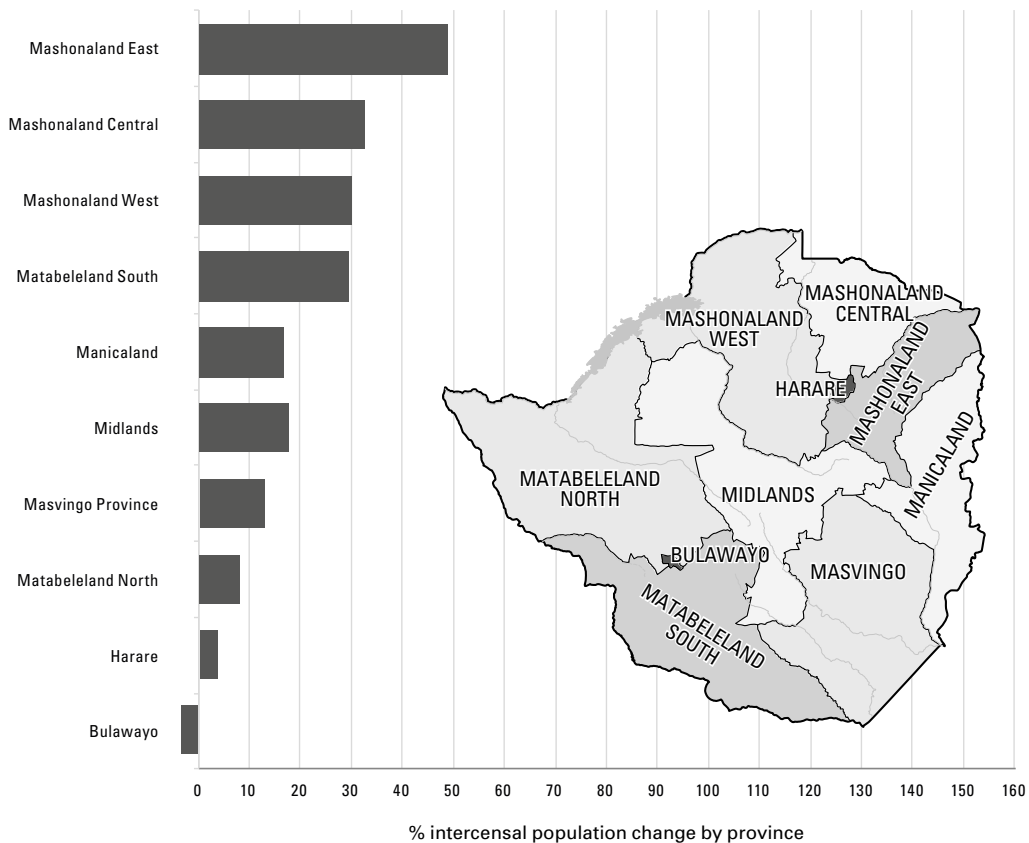 Mashonaland East
Mashonaland Central
Mashonaland West
Matabeleland South
Manicaland
Midlands
Masvingo Province
Matabeleland North
Harare
Bulawayo
0 10 20 30 40 50 60 70 80 90 100 110 120 130 140 150 160
% intercensal population change by province
MASHONALAND
CENTRAL
MASHONALAND
WEST
HARARE
MASHONALAND
EAST
MANICALAND
MATABELELAND
NORTH
MIDLANDS
BULAWAYO
MASVINGO
MATABELELAND
SOUTH